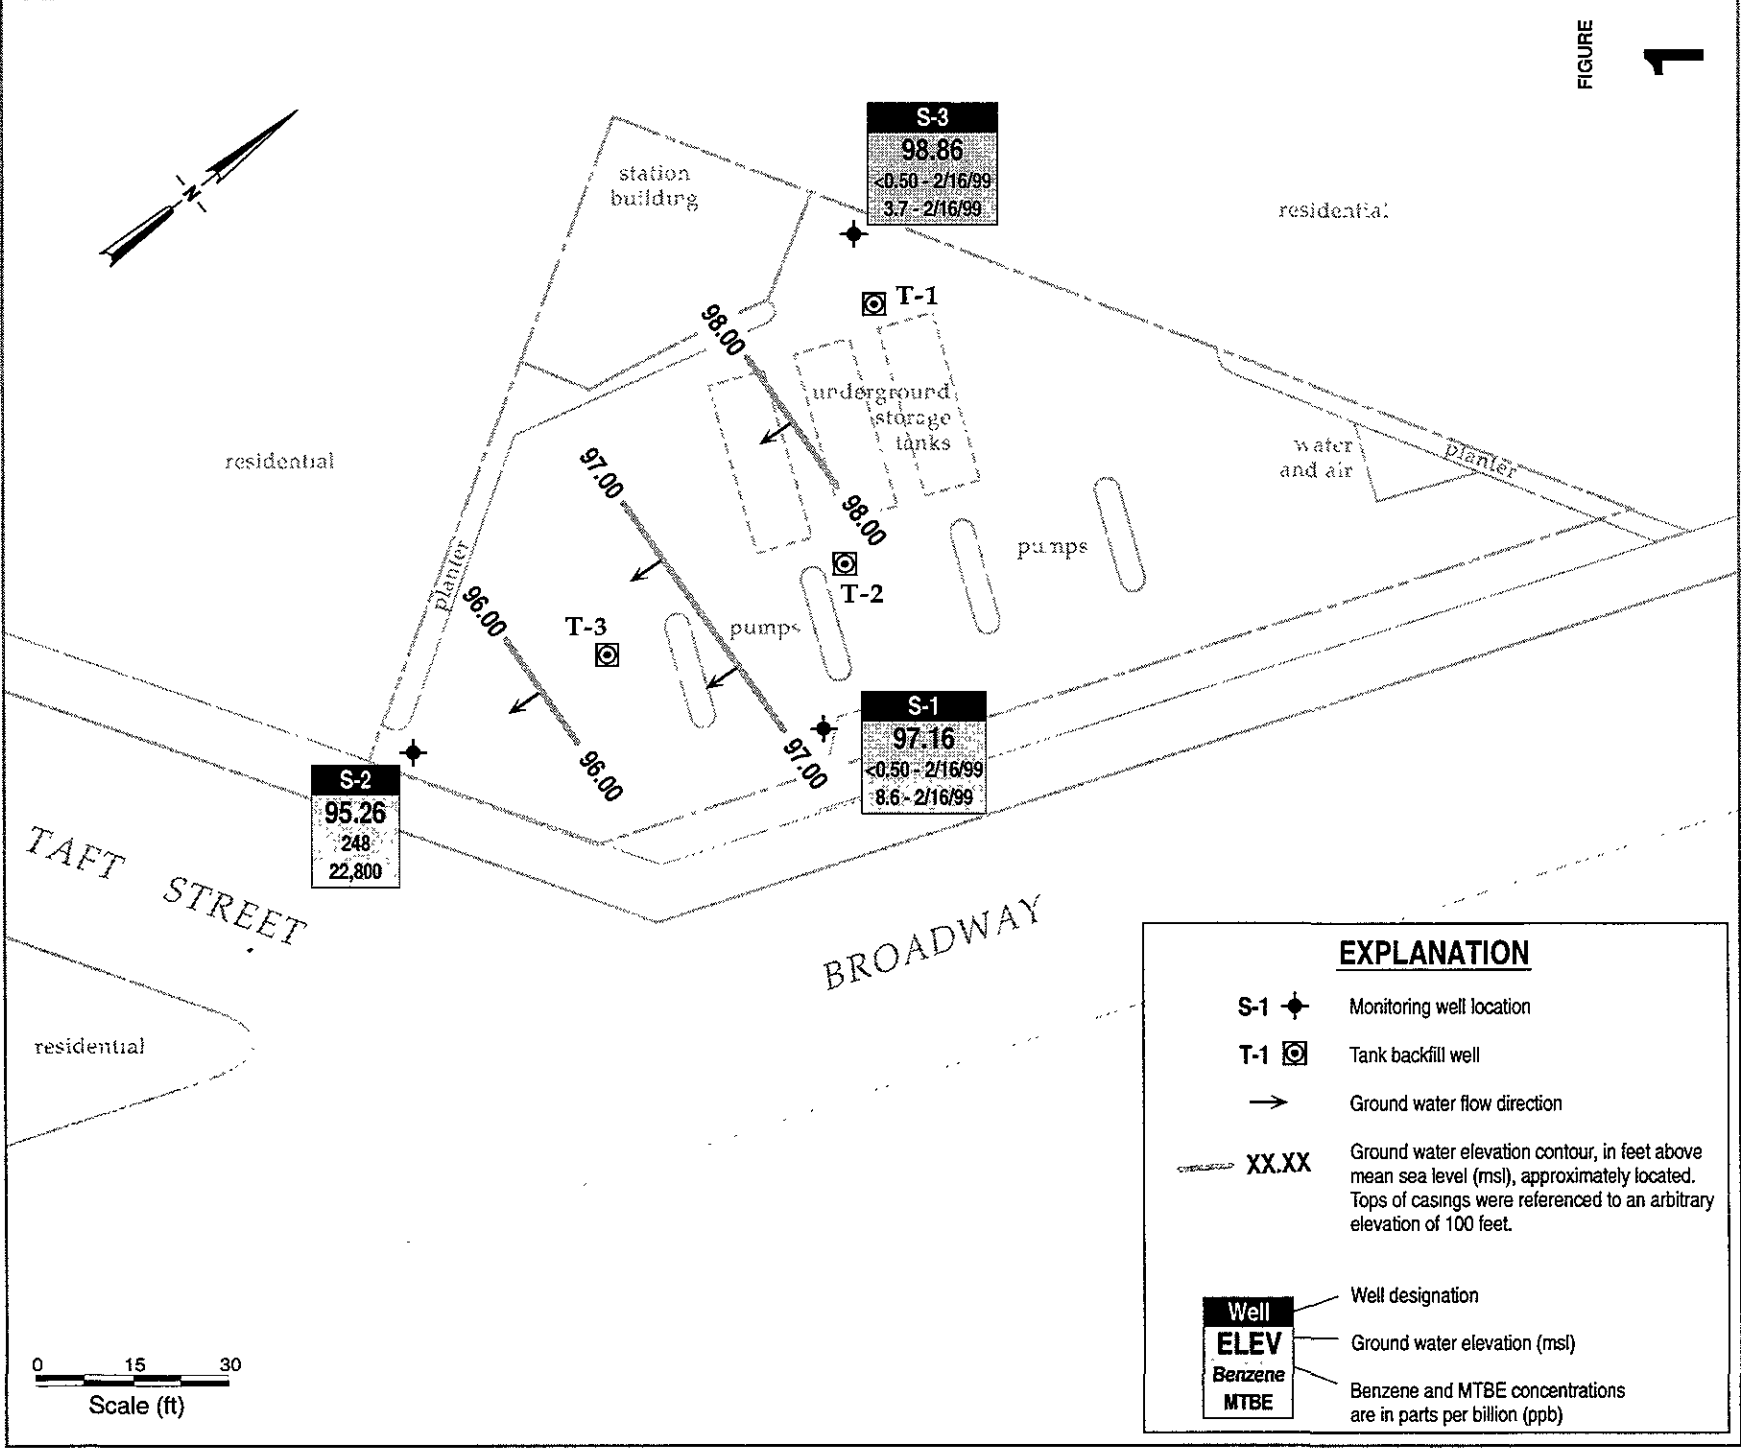 FIGURE
1
N
station
building
S-3
98.86
<0.50 - 2/16/99
3.7 - 2/16/99
residential
T-1
98.00
underground
storage
tanks
98.00
residential
97.00
water
and air
planter
pumps
planter
96.00
T-2
T-3
pumps
S-1
97.16
<0.50 - 2/16/99
8.6 - 2/16/99
97.00
96.00
S-2
95.26
248
22,800
TAFT STREET
BROADWAY
residential
EXPLANATION
S-1 Monitoring well location
T-1 Tank backfill well
Ground water flow direction
XX.XX Ground water elevation contour, in feet above
mean sea level (msl), approximately located.
Tops of casings were referenced to an arbitrary
elevation of 100 feet.
Well Well designation
ELEV Ground water elevation (msl)
Benzene
MTBE
Benzene and MTBE concentrations
are in parts per billion (ppb)
0 15 30
Scale (ft)